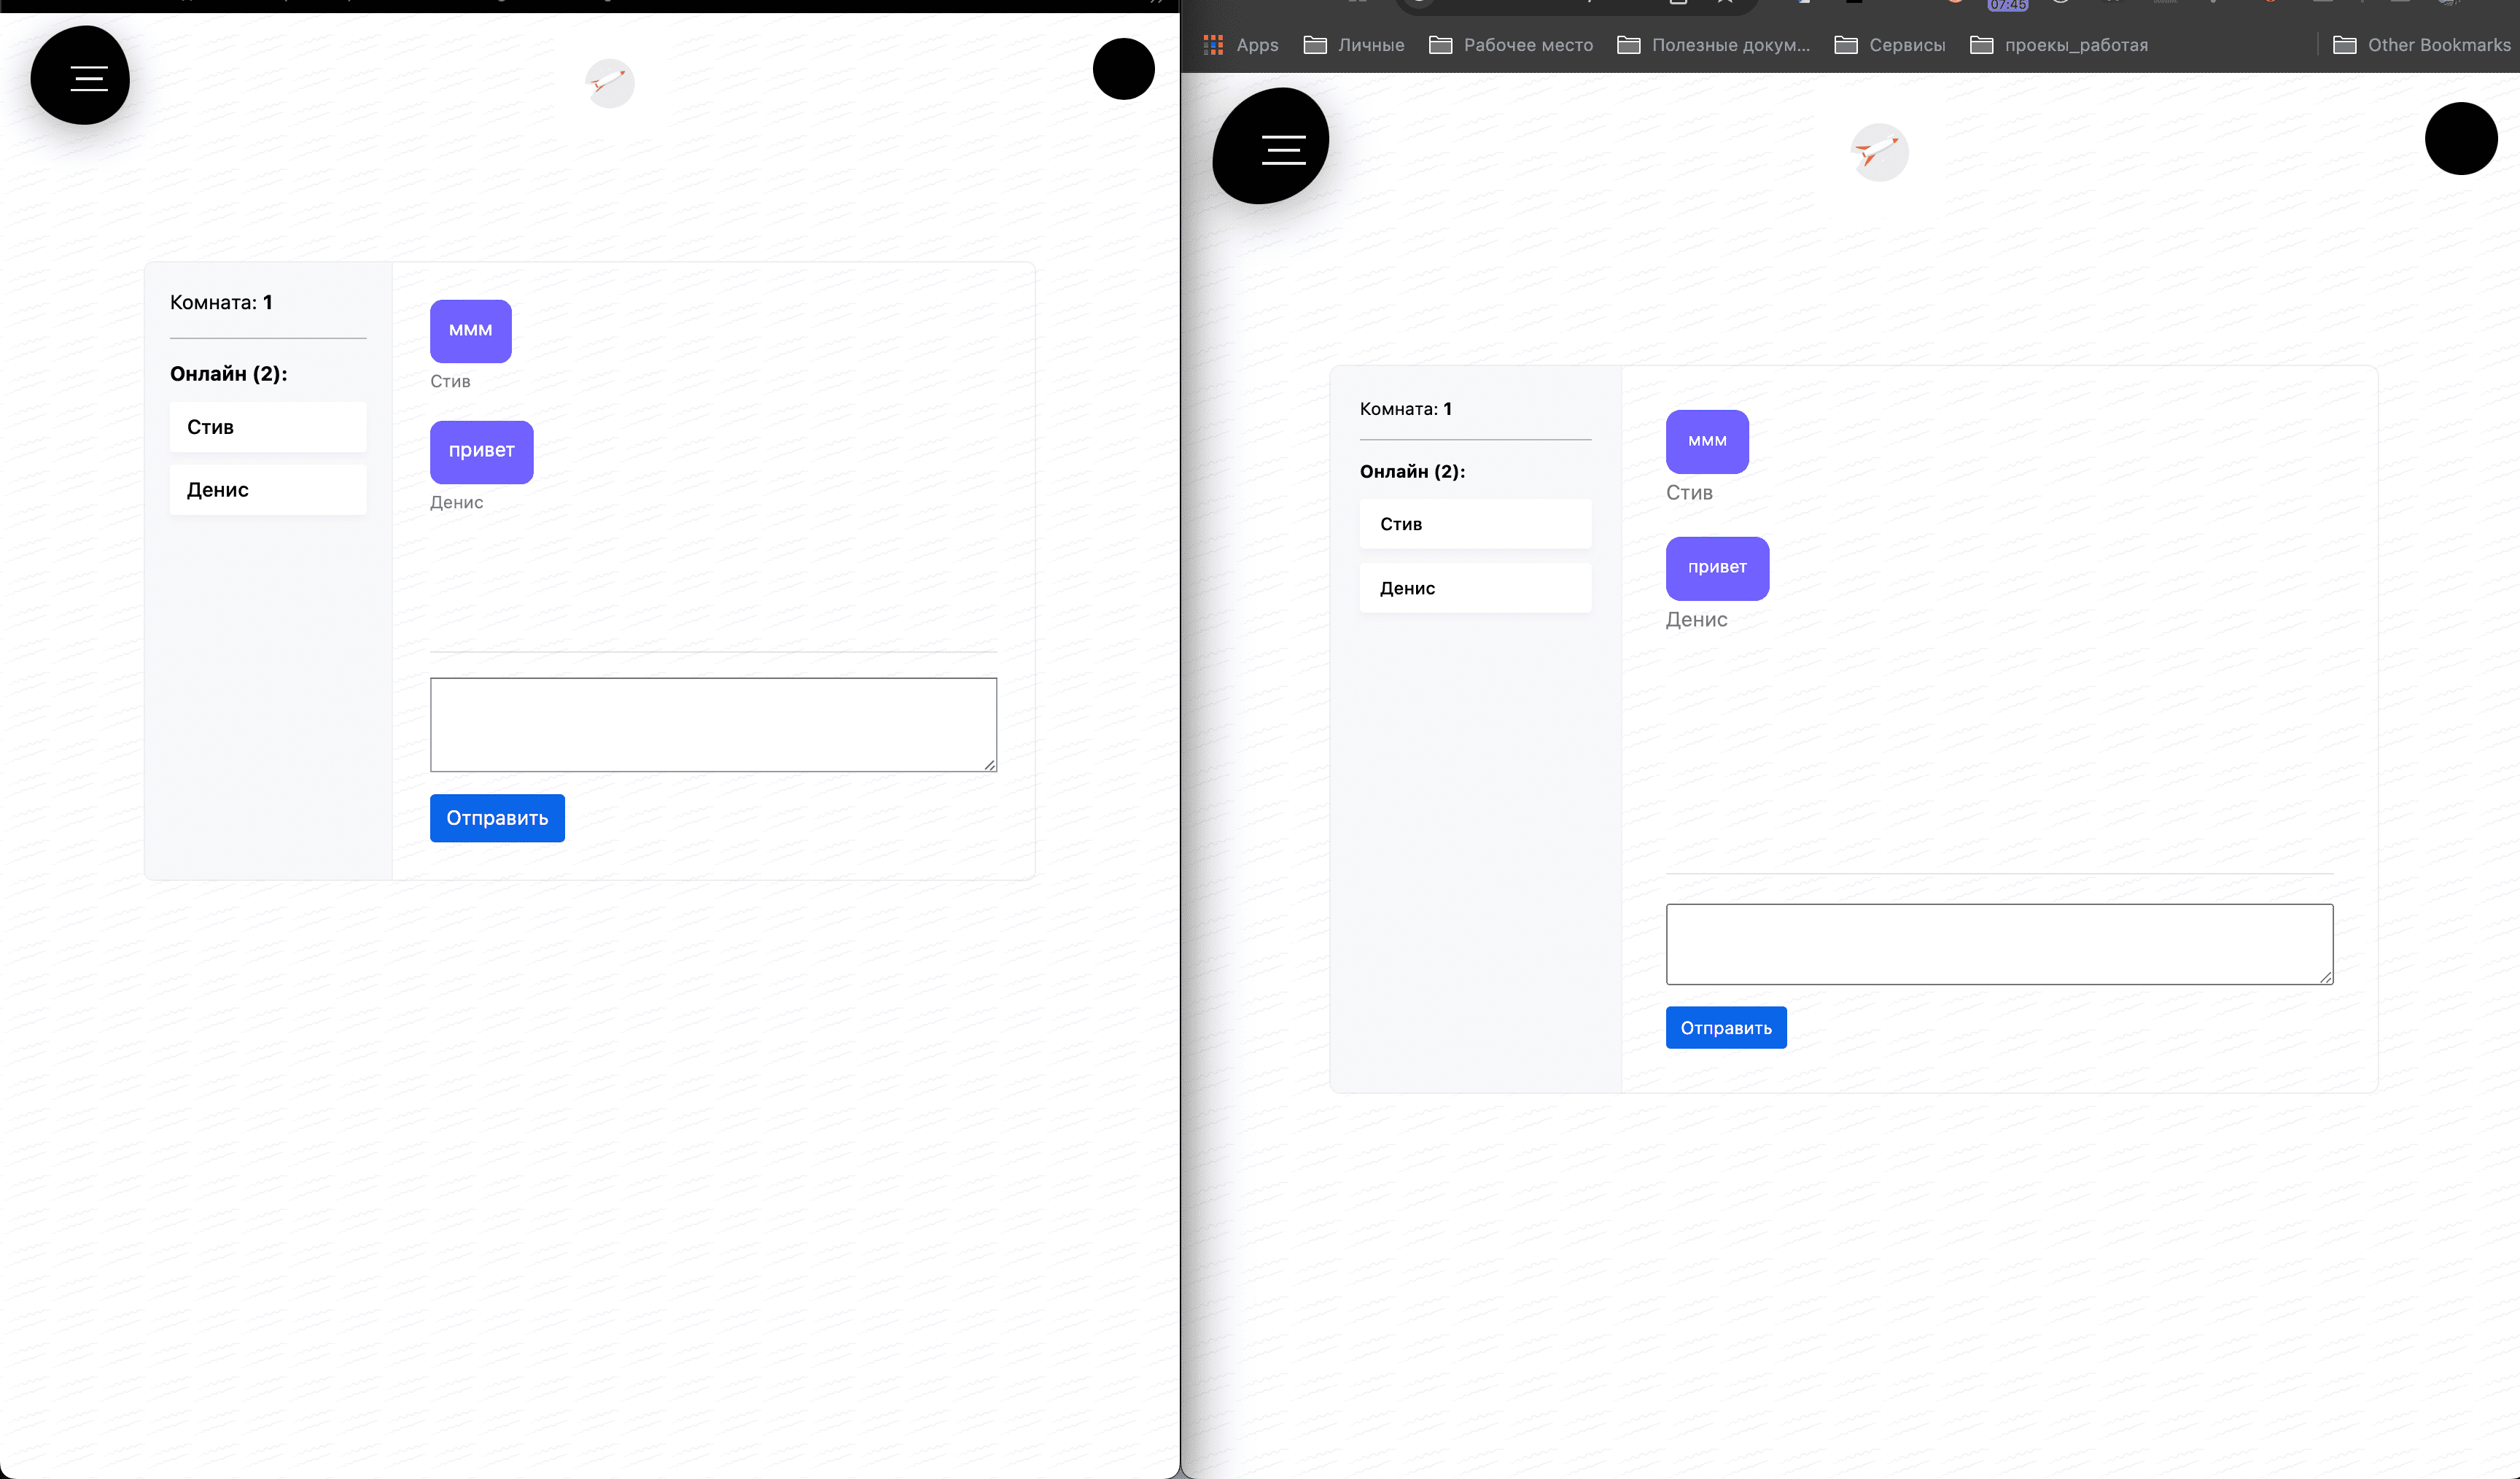 Комната: 1
Онлайн (2):
Стив
Денис
ммм
Стив
привет
Денис
Отправить
07:45
Apps
Личные
Рабочее место
Полезные докум...
Сервисы
проекы_работая
Other Bookmarks
Комната: 1
Онлайн (2):
Стив
Денис
ммм
Стив
привет
Денис
Отправить